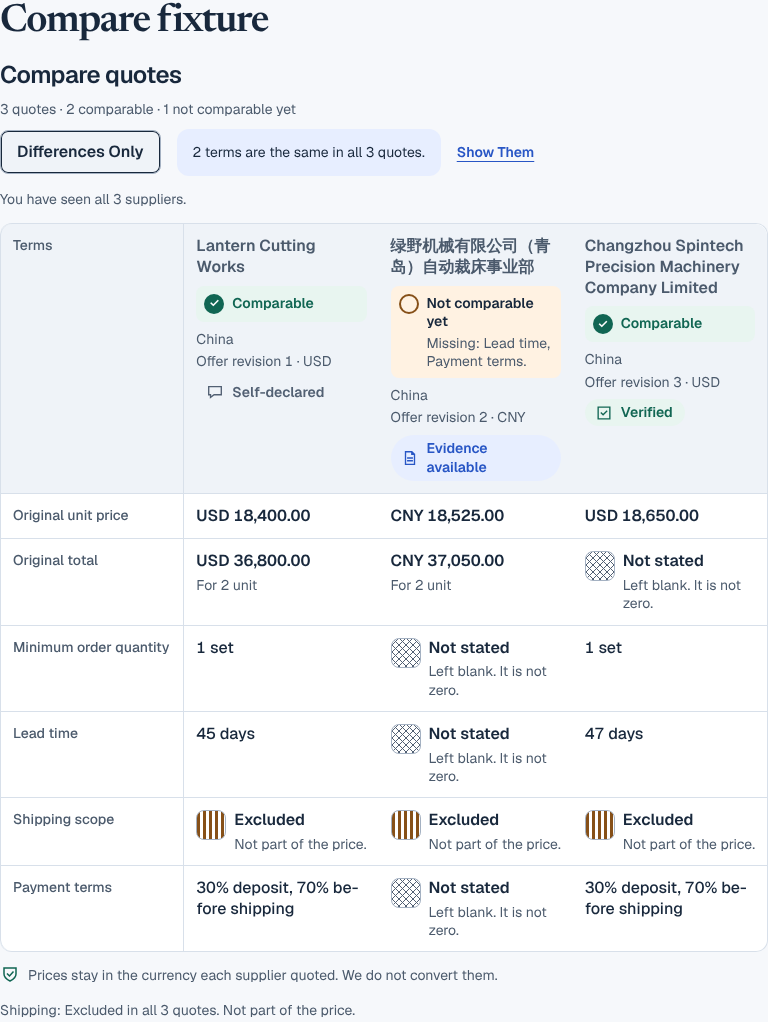 Compare fixture
Compare quotes
3 quotes · 2 comparable · 1 not comparable yet
Differences Only
2 terms are the same in all 3 quotes.
Show Them
You have seen all 3 suppliers.
Terms
Lantern Cutting
Works
Comparable
China
Offer revision 1 · USD
Self-declared
绿野机械有限公司（青
岛）自动裁床事业部
Not comparable
yet
Missing: Lead time,
Payment terms.
China
Offer revision 2 · CNY
Evidence
available
Changzhou Spintech
Precision Machinery
Company Limited
Comparable
China
Offer revision 3 · USD
Verified
Original unit price
USD 18,400.00
CNY 18,525.00
USD 18,650.00
Original total
USD 36,800.00
For 2 unit
CNY 37,050.00
For 2 unit
Not stated
Left blank. It is not
zero.
Minimum order quantity
1 set
Not stated
Left blank. It is not
zero.
1 set
Lead time
45 days
Not stated
Left blank. It is not
zero.
47 days
Shipping scope
Excluded
Not part of the price.
Excluded
Not part of the price.
Excluded
Not part of the price.
Payment terms
30% deposit, 70% be-
fore shipping
Not stated
Left blank. It is not
zero.
30% deposit, 70% be-
fore shipping
Prices stay in the currency each supplier quoted. We do not convert them.
Shipping: Excluded in all 3 quotes. Not part of the price.